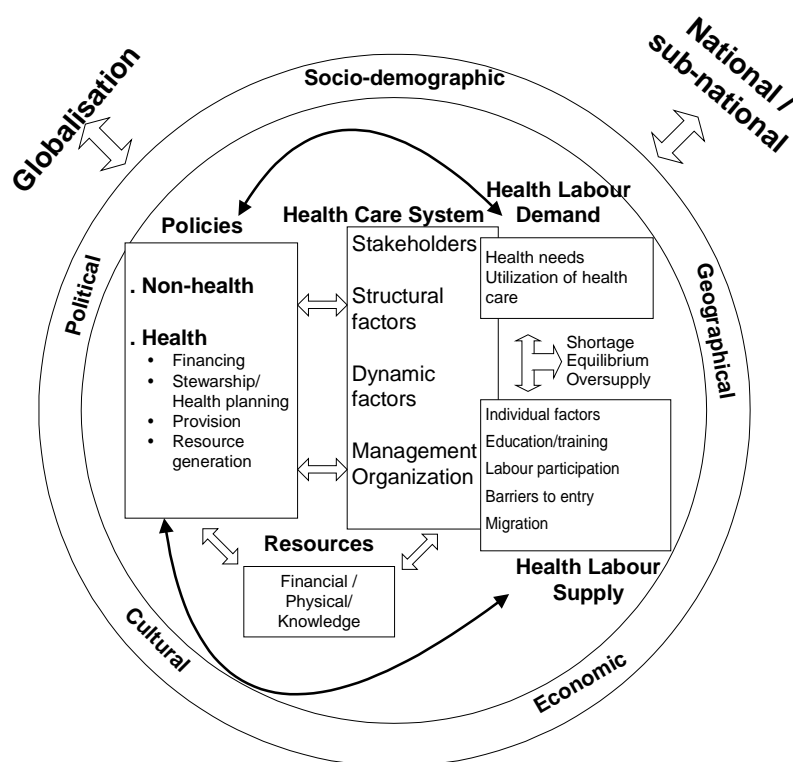 Globalisation
National /
sub-national
Socio-demographic
Political
Geographical
Cultural
Economic
Policies
. Non-health
. Health
• Financing
• Stewarship/
Health planning
• Provision
• Resource
generation
Health Care System
Stakeholders
Structural
factors
Dynamic
factors
Management
Organization
Health Labour
Demand
Health needs
Utilization of health
care
Shortage
Equilibrium
Oversupply
Individual factors
Education/training
Labour participation
Barriers to entry
Migration
Health Labour
Supply
Resources
Financial /
Physical/
Knowledge